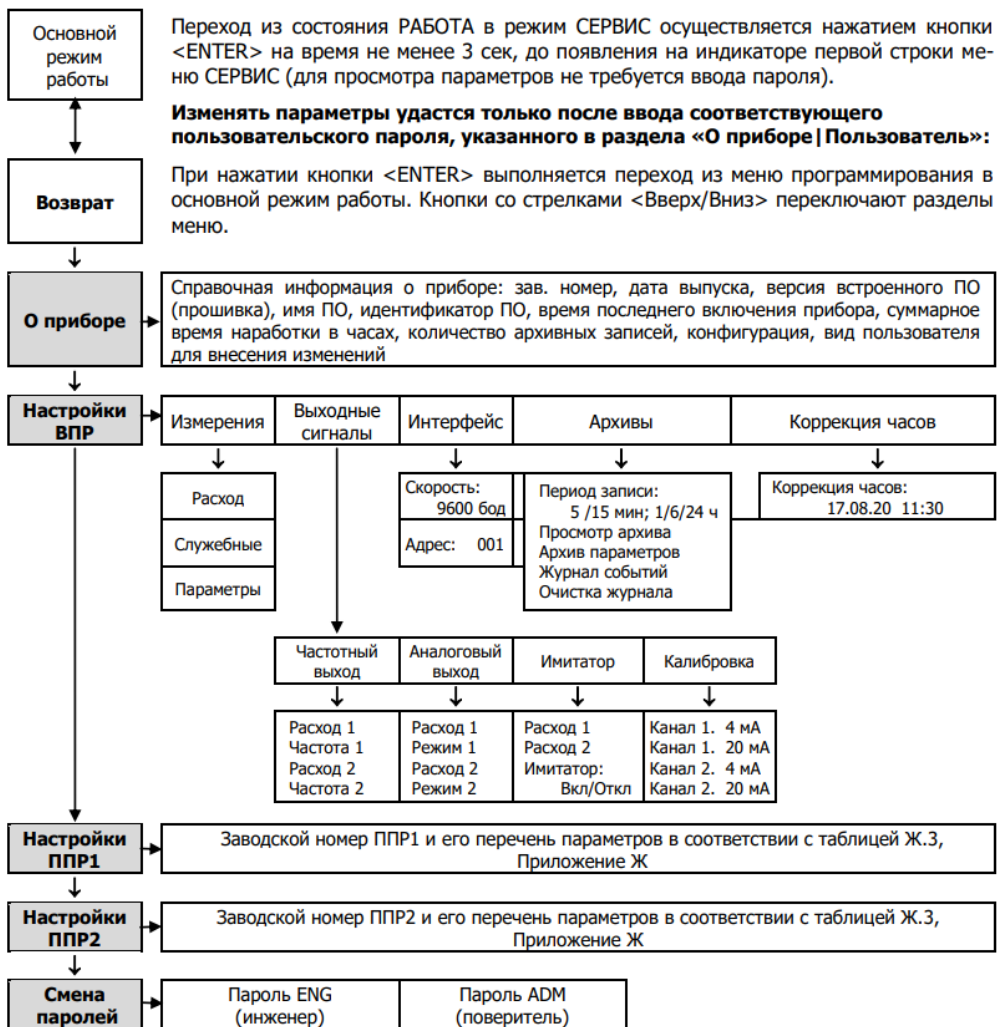 Основной
режим
работы
Переход из состояния РАБОТА в режим СЕРВИС осуществляется нажатием кнопки
<ENTER> на время не менее 3 сек, до появления на индикаторе первой строки ме-
ню СЕРВИС (для просмотра параметров не требуется ввода пароля).
Изменять параметры удастся только после ввода соответствующего
пользовательского пароля, указанного в раздела «О приборе|Пользователь»:
Возврат
При нажатии кнопки <ENTER> выполняется переход из меню программирования в
основной режим работы. Кнопки со стрелками <Вверх/Вниз> переключают разделы
меню.
О приборе
Справочная информация о приборе: зав. номер, дата выпуска, версия встроенного ПО
(прошивка), имя ПО, идентификатор ПО, время последнего включения прибора, суммарное
время наработки в часах, количество архивных записей, конфигурация, вид пользователя
для внесения изменений
Настройки
ВПР
Измерения
Выходные
сигналы
Интерфейс
Архивы
Коррекция часов
Расход
Служебные
Параметры
Скорость:
9600 бод
Адрес: 001
Период записи:
5 /15 мин; 1/6/24 ч
Просмотр архива
Архив параметров
Журнал событий
Очистка журнала
Коррекция часов:
17.08.20 11:30
Частотный
выход
Аналоговый
выход
Имитатор
Калибровка
Расход 1
Частота 1
Расход 2
Частота 2
Расход 1
Режим 1
Расход 2
Режим 2
Расход 1
Расход 2
Имитатор:
Вкл/Откл
Канал 1. 4 мА
Канал 1. 20 мА
Канал 2. 4 мА
Канал 2. 20 мА
Настройки
ППР1
Заводской номер ППР1 и его перечень параметров в соответствии с таблицей Ж.3,
Приложение Ж
Настройки
ППР2
Заводской номер ППР2 и его перечень параметров в соответствии с таблицей Ж.3,
Приложение Ж
Смена
паролей
Пароль ENG
(инженер)
Пароль ADM
(поверитель)